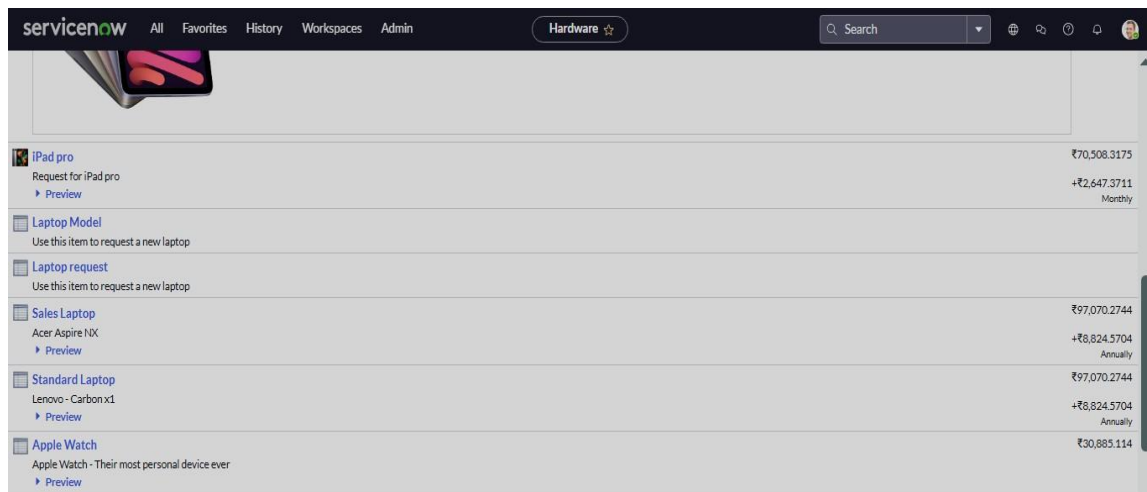 servicenow All Favorites History Workspaces Admin Hardware Search
iPad pro ₹70,508.3175
Request for iPad pro
+₹2,647.3711
Preview
Monthly
Laptop Model
Use this item to request a new laptop
Laptop request
Use this item to request a new laptop
Sales Laptop ₹97,070.2744
Acer Aspire NX
+₹8,824.5704
Preview
Annually
Standard Laptop ₹97,070.2744
Lenovo - Carbon x1
+₹8,824.5704
Preview
Annually
Apple Watch ₹30,885.114
Apple Watch - Their most personal device ever
Preview